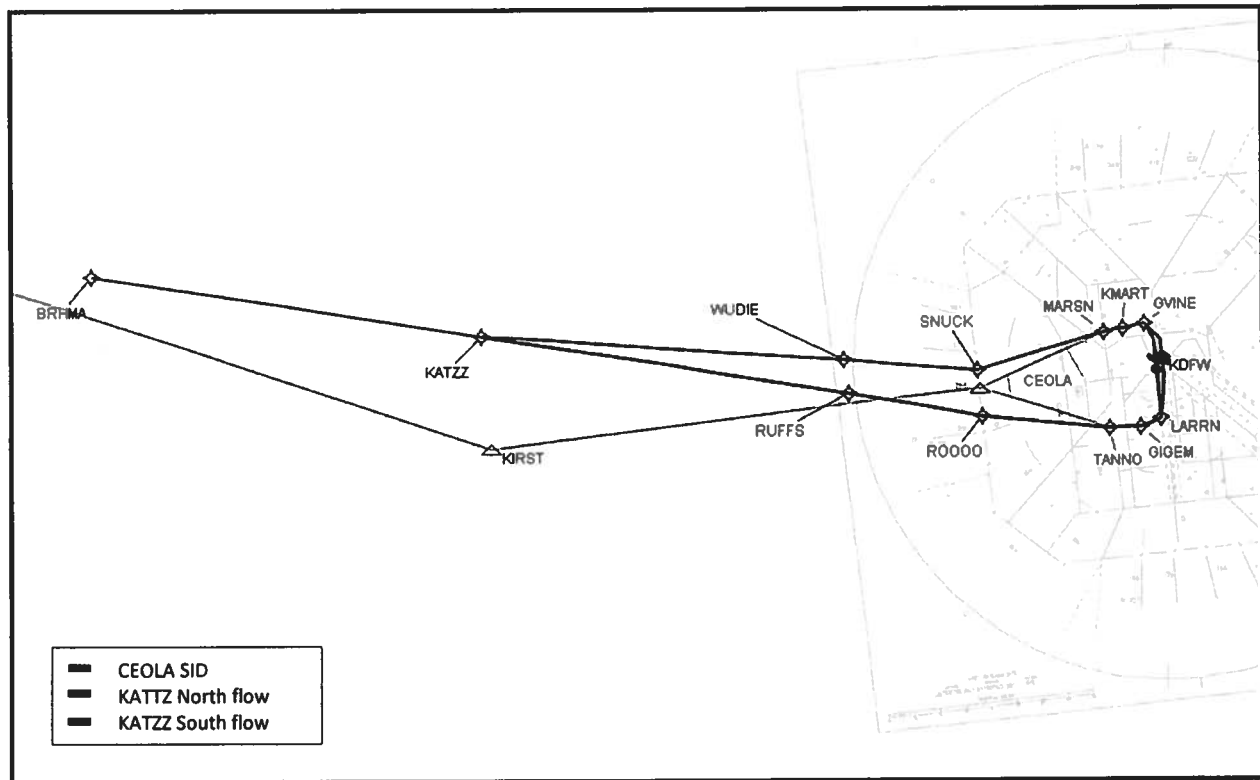 KMART
GVINE
MARSN
WUDIE
SNUCK
BRHMA
KDFW
KATZZ
CEOLA
LARRN
RUFFS
ROOOO
GIGEM
TANNO
KIRST
CEOLA SID
KATTZ North flow
KATZZ South flow